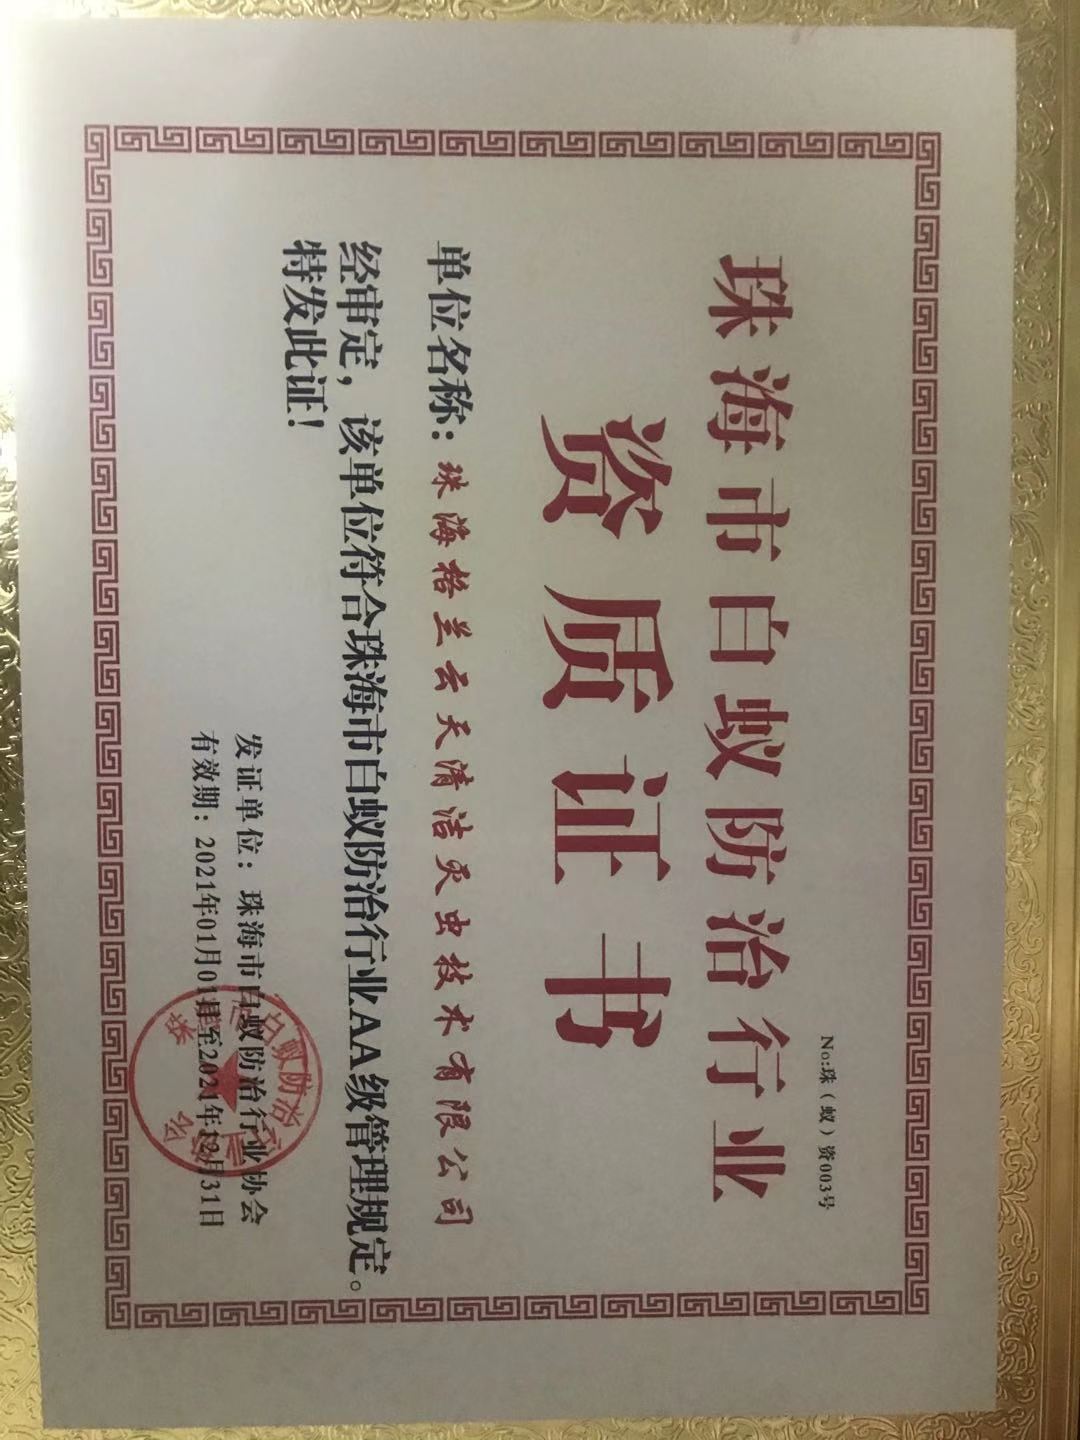 No:珠（蚁）资003号
珠海市白蚁防治行业
资质证书
单位名称：珠海格兰云天清洁灭虫技术有限公司
经审定，该单位符合珠海市白蚁防治行业AA级管理规定。
特发此证！
发证单位：珠海市白蚁防治行业协会
有效期：2021年01月01日至2021年12月31日